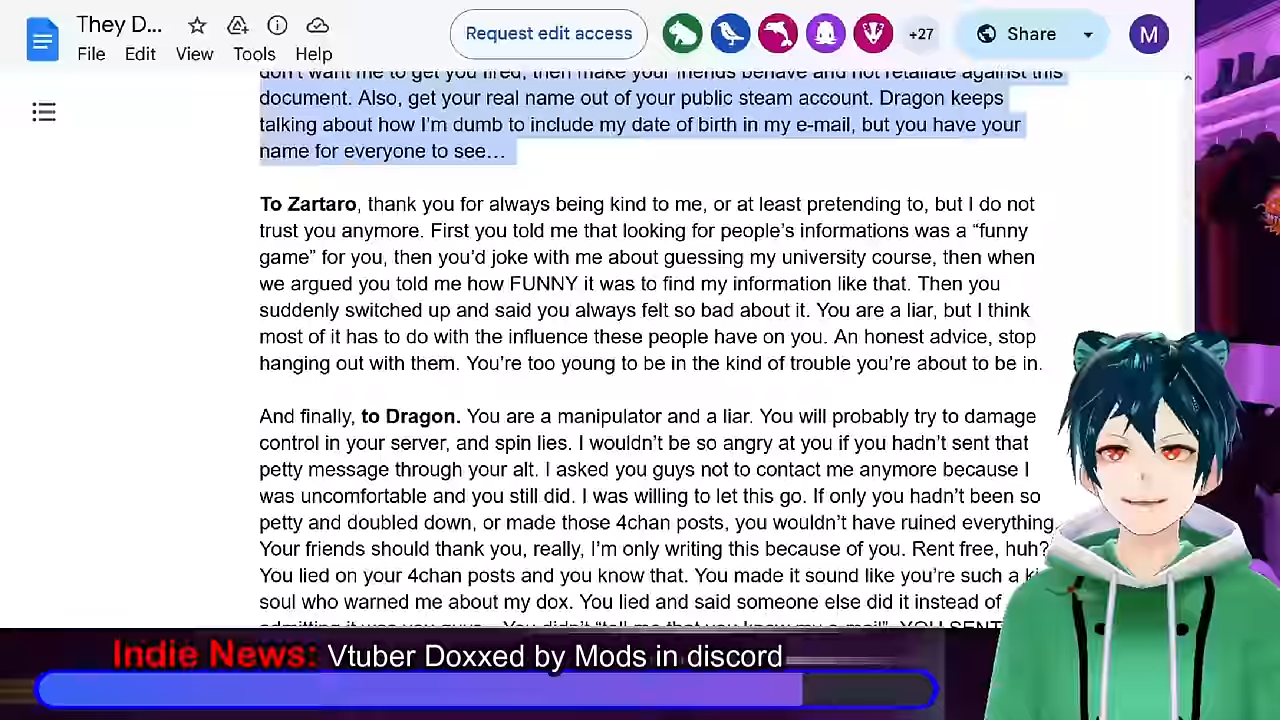 They D...
File Edit View Tools Help
Request edit access
+27
Share
M
don't want me to get you fired, then make your friends behave and not retaliate against this
document. Also, get your real name out of your public steam account. Dragon keeps
talking about how I'm dumb to include my date of birth in my e-mail, but you have your
name for everyone to see…
To Zartaro, thank you for always being kind to me, or at least pretending to, but I do not
trust you anymore. First you told me that looking for people's informations was a “funny
game” for you, then you'd joke with me about guessing my university course, then when
we argued you told me how FUNNY it was to find my information like that. Then you
suddenly switched up and said you always felt so bad about it. You are a liar, but I think
most of it has to do with the influence these people have on you. An honest advice, stop
hanging out with them. You're too young to be in the kind of trouble you're about to be in.
And finally, to Dragon. You are a manipulator and a liar. You will probably try to damage
control in your server, and spin lies. I wouldn't be so angry at you if you hadn't sent that
petty message through your alt. I asked you guys not to contact me anymore because I
was uncomfortable and you still did. I was willing to let this go. If only you hadn't been so
petty and doubled down, or made those 4chan posts, you wouldn't have ruined everything.
Your friends should thank you, really, I'm only writing this because of you. Rent free, huh?
You lied on your 4chan posts and you know that. You made it sound like you're such a
soul who warned me about my dox. You lied and said someone else did it instead of
admitting it was you guys… You didn't “tell me that you know my e-mail”, YOU SENT
Indie News: Vtuber Doxxed by Mods in discord